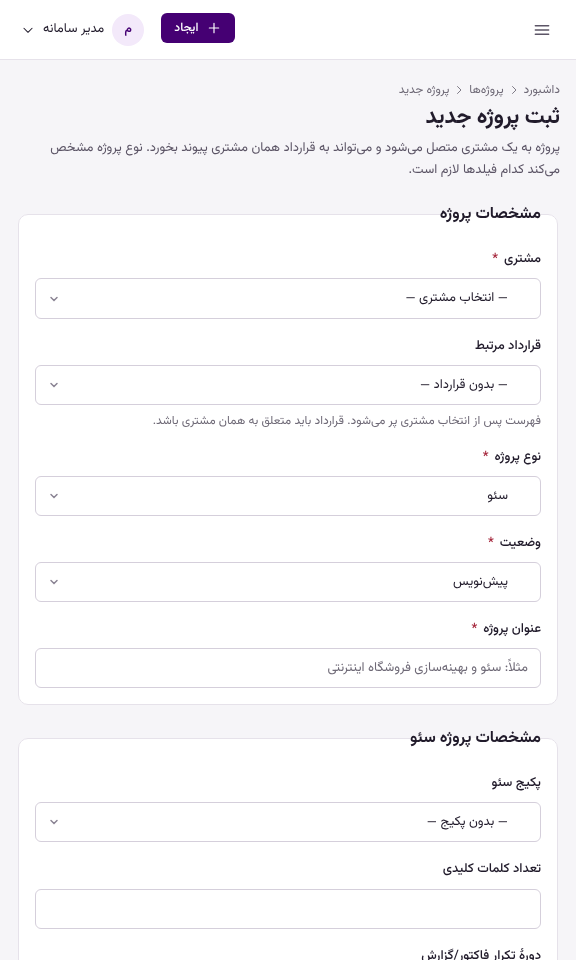 ایجاد
م
مدیر سامانه
داشبورد
پروژه‌ها
پروژه جدید
ثبت پروژه جدید
پروژه به یک مشتری متصل می‌شود و می‌تواند به قرارداد همان مشتری پیوند بخورد. نوع پروژه مشخص
می‌کند کدام فیلدها لازم است.
مشخصات پروژه
مشتری *
— انتخاب مشتری —
قرارداد مرتبط
— بدون قرارداد —
فهرست پس از انتخاب مشتری پر می‌شود. قرارداد باید متعلق به همان مشتری باشد.
نوع پروژه *
سئو
وضعیت *
پیش‌نویس
عنوان پروژه *
مثلاً: سئو و بهینه‌سازی فروشگاه اینترنتی
مشخصات پروژه سئو
پکیج سئو
— بدون پکیج —
تعداد کلمات کلیدی
دورهٔ تکرار فاکتور/گزارش